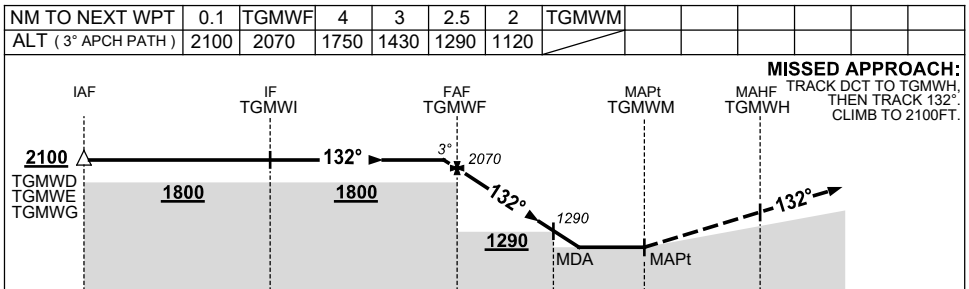 NM TO NEXT WPT 0.1 TGMWF 4 3 2.5 2 TGMWM
ALT ( 3° APCH PATH ) 2100 2070 1750 1430 1290 1120
MISSED APPROACH:
TRACK DCT TO TGMWH,
THEN TRACK 132°.
CLIMB TO 2100FT.
IAF
IF
TGMWI
FAF
TGMWF
MAPt
TGMWM
MAHF
TGMWH
2100
132°
3°
2070
TGMWD
TGMWE
TGMWG
1800
1800
132°
1290
1290
132°
MDA
MAPt